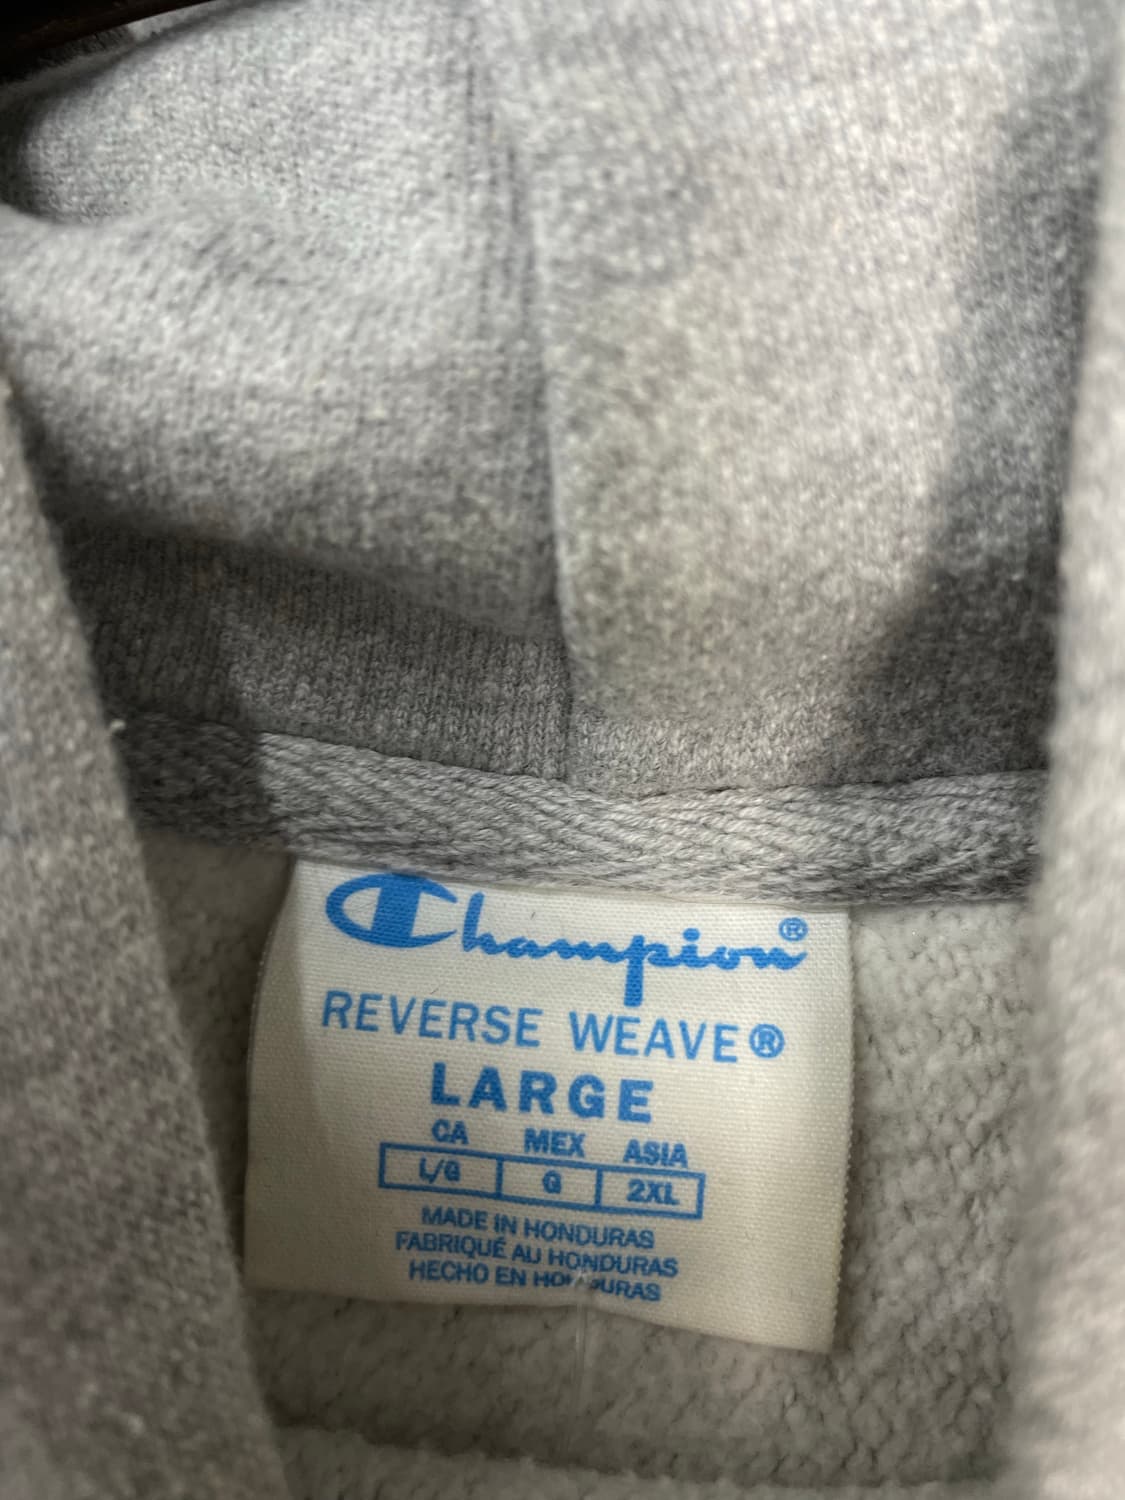 Champion®
REVERSE WEAVE®
LARGE
CA MEX ASIA
L/G G 2XL
MADE IN HONDURAS
FABRIQUÉ AU HONDURAS
HECHO EN HONDURAS